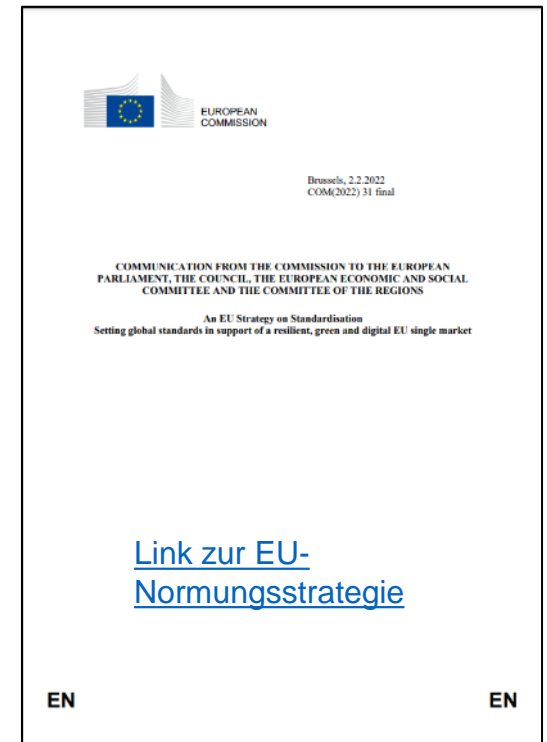 EUROPEAN
COMMISSION
Brussels, 2.2.2022
COM(2022) 31 final
COMMUNICATION FROM THE COMMISSION TO THE EUROPEAN
PARLIAMENT, THE COUNCIL, THE EUROPEAN ECONOMIC AND SOCIAL
COMMITTEE AND THE COMMITTEE OF THE REGIONS
An EU Strategy on Standardisation
Setting global standards in support of a resilient, green and digital EU single market
Link zur EU-
Normungsstrategie
EN EN